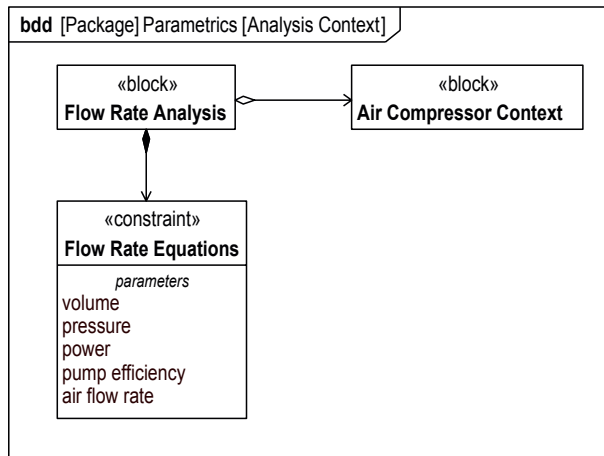 bdd [Package] Parametrics [Analysis Context]
«block»
Flow Rate Analysis
«block»
Air Compressor Context
«constraint»
Flow Rate Equations
parameters
volume
pressure
power
pump efficiency
air flow rate